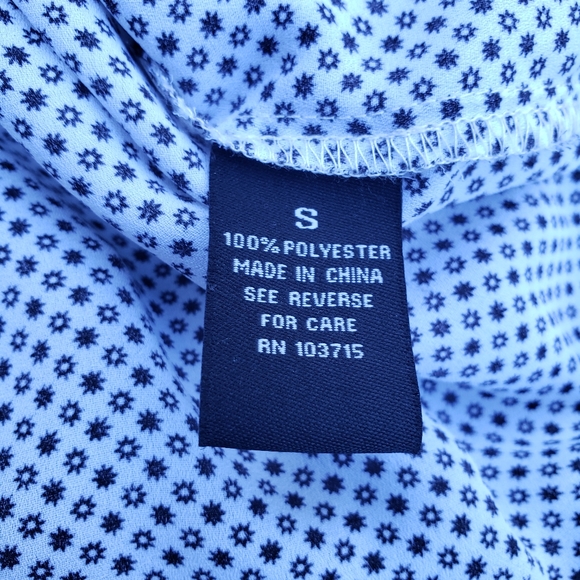 S
100% POLYESTER
MADE IN CHINA
SEE REVERSE
FOR CARE
RN 103715